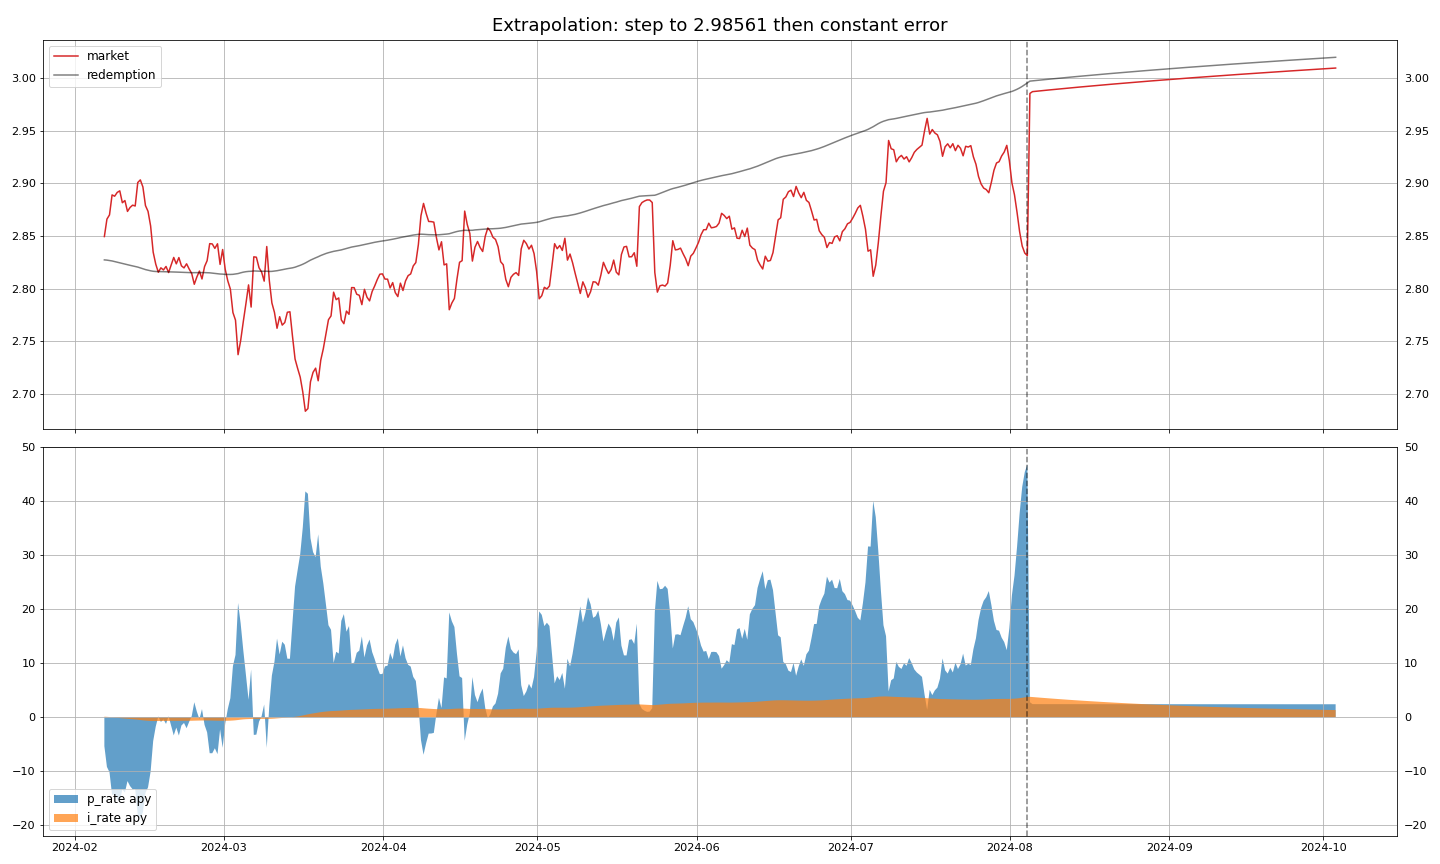 Extrapolation: step to 2.98561 then constant error
market
redemption
3.00 3.00
2.95 2.95
2.90 2.90
2.85 2.85
2.80 2.80
2.75 2.75
2.70 2.70
50 50
40 40
30 30
20 20
10 10
0 0
−10 −10
−20 −20
p_rate apy
i_rate apy
2024-02 2024-03 2024-04 2024-05 2024-06 2024-07 2024-08 2024-09 2024-10